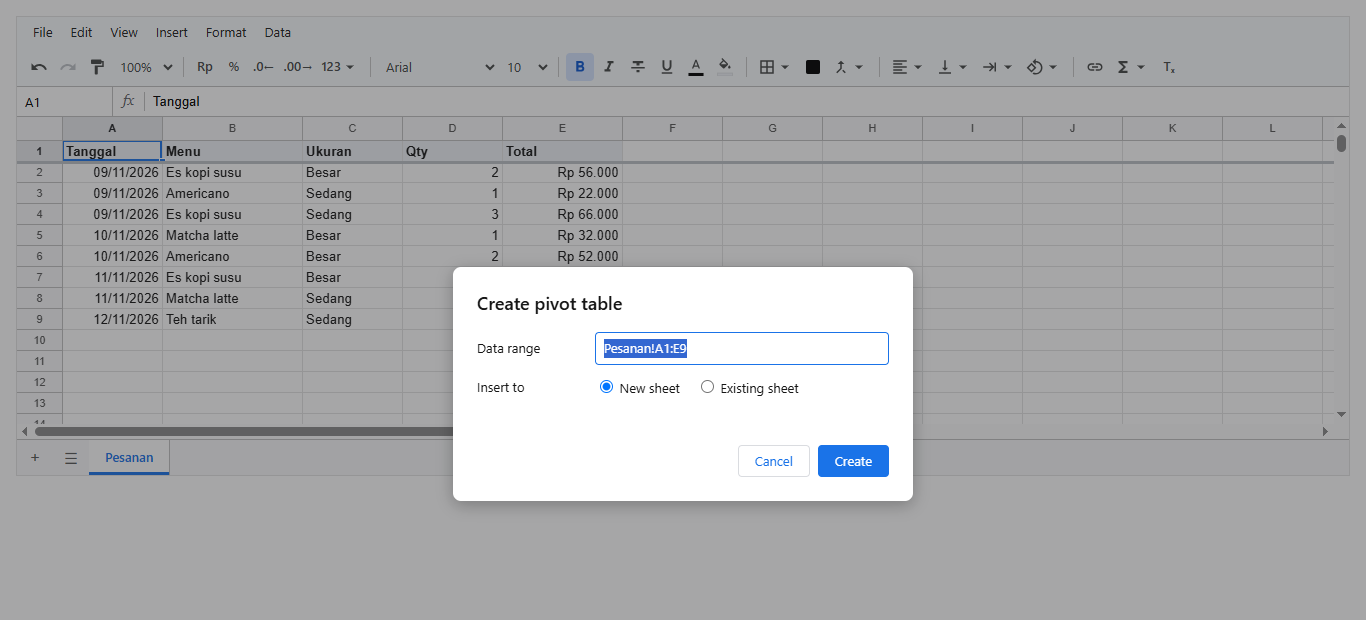 File Edit View Insert Format Data
100% Rp % .0← .00→ 123 Arial 10 B I U A Σ Tx
A1 fx Tanggal
A B C D E F G H I J K L
1 Tanggal Menu Ukuran Qty Total
2 09/11/2026 Es kopi susu Besar 2 Rp 56.000
3 09/11/2026 Americano Sedang 1 Rp 22.000
4 09/11/2026 Es kopi susu Sedang 3 Rp 66.000
5 10/11/2026 Matcha latte Besar 1 Rp 32.000
6 10/11/2026 Americano Besar 2 Rp 52.000
7 11/11/2026 Es kopi susu Besar
8 11/11/2026 Matcha latte Sedang
9 12/11/2026 Teh tarik Sedang
10
11
12
13
Create pivot table
Data range Pesanan!A1:E9
Insert to New sheet Existing sheet
Cancel Create
+ Pesanan